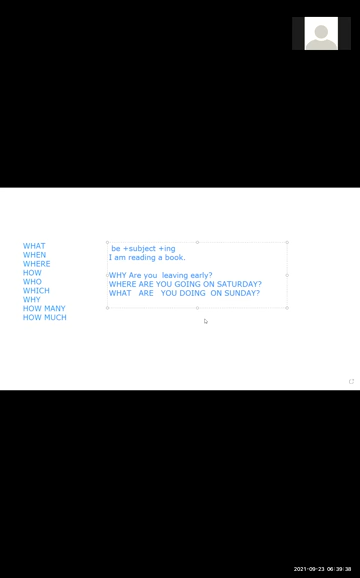 WHAT
WHEN
WHERE
HOW
WHO
WHICH
WHY
HOW MANY
HOW MUCH
be +subject +ing
I am reading a book.
WHY Are you leaving early?
WHERE ARE YOU GOING ON SATURDAY?
WHAT ARE YOU DOING ON SUNDAY?
2021-09-23 06:39:38